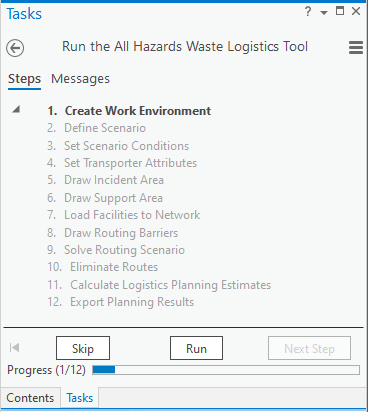 Tasks
?
Run the All Hazards Waste Logistics Tool
Steps Messages
1. Create Work Environment
2. Define Scenario
3. Set Scenario Conditions
4. Set Transporter Attributes
5. Draw Incident Area
6. Draw Support Area
7. Load Facilities to Network
8. Draw Routing Barriers
9. Solve Routing Scenario
10. Eliminate Routes
11. Calculate Logistics Planning Estimates
12. Export Planning Results
Skip Run Next Step
Progress (1/12)
Contents Tasks